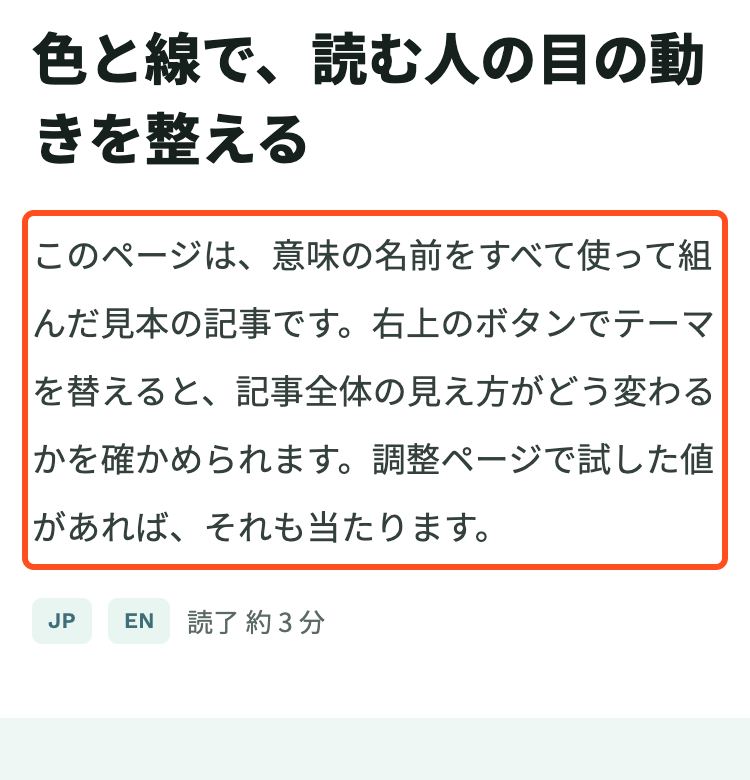 色と線で、読む人の目の動
きを整える
このページは、意味の名前をすべて使って組
んだ見本の記事です。右上のボタンでテーマ
を替えると、記事全体の見え方がどう変わる
かを確かめられます。調整ページで試した値
があれば、それも当たります。
JP EN 読了 約 3 分